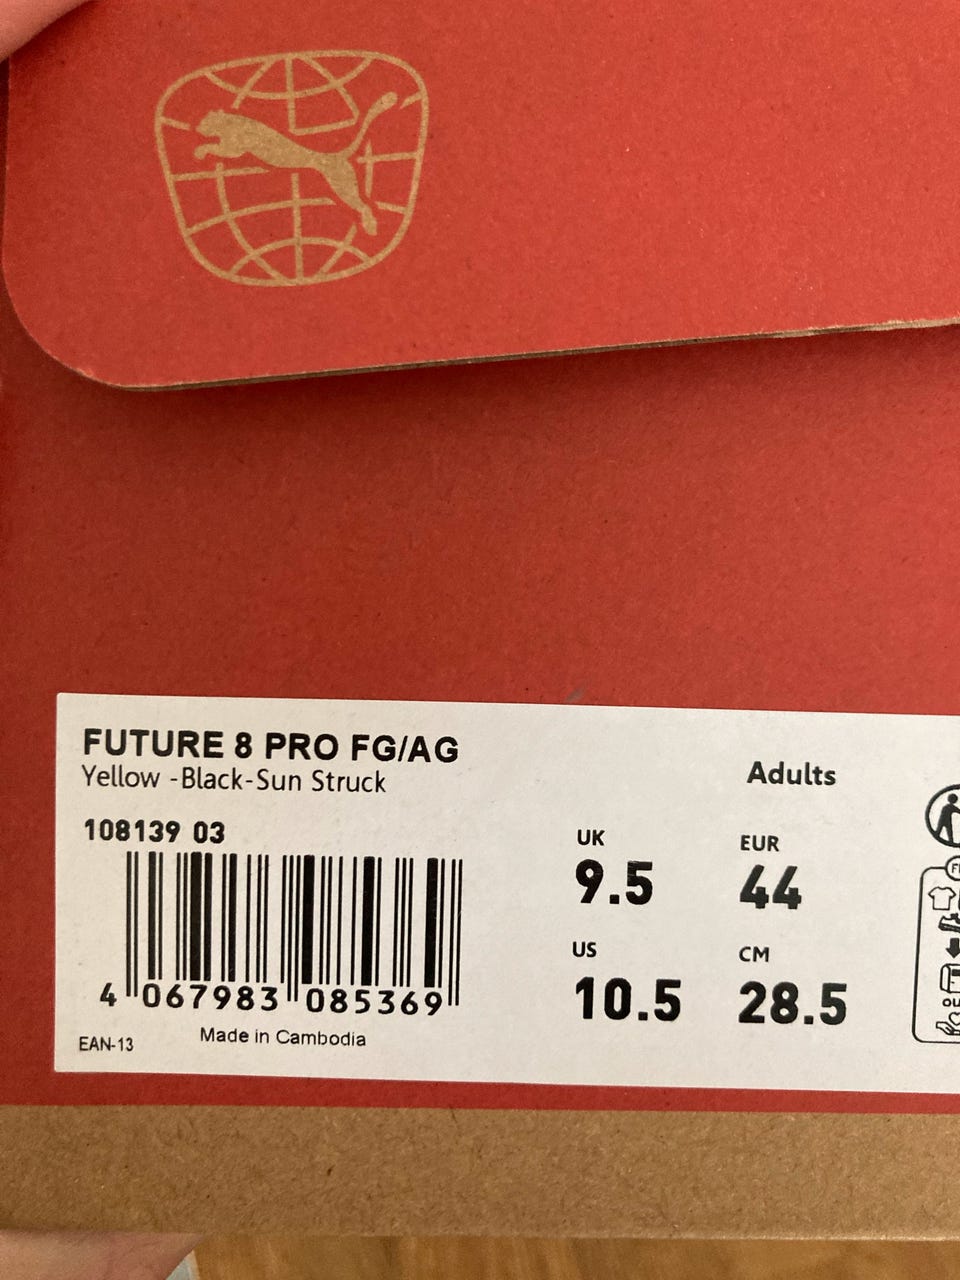 FUTURE 8 PRO FG/AG
Yellow -Black-Sun Struck
108139 03
4 067983 085369
EAN-13
Made in Cambodia
Adults
UK
9.5
EUR
44
US
10.5
CM
28.5